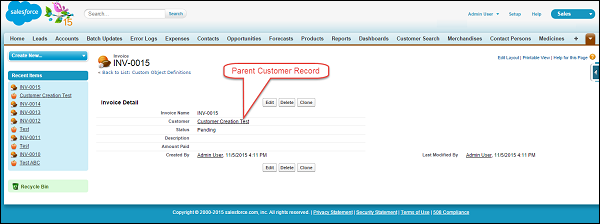 salesforce
15
Search...
Search
Admin User
Setup
Help
Sales
Home Leads Accounts Batch Updates Error Logs Expenses Contacts Opportunities Forecasts Products Reports Dashboards Customer Search Merchandises Contact Persons Medicines +
Create New...
Invoice
INV-0015
« Back to List: Custom Object Definitions
Edit Layout | Printable View | Help for this Page
Recent Items
INV-0015
Customer Creation Test
INV-0014
INV-0013
INV-0012
Test
INV-0011
Test
INV-0010
Test ABC
Recycle Bin
Parent Customer Record
Invoice Detail
Edit Delete Clone
Invoice Name INV-0015
Customer Customer Creation Test
Status Pending
Description
Amount Paid
Created By Admin User, 11/5/2015 4:11 PM
Last Modified By Admin User, 11/5/2015 4:11 PM
Edit Delete Clone
Copyright © 2000-2015 salesforce.com, inc. All rights reserved. | Privacy Statement | Security Statement | Terms of Use | 508 Compliance